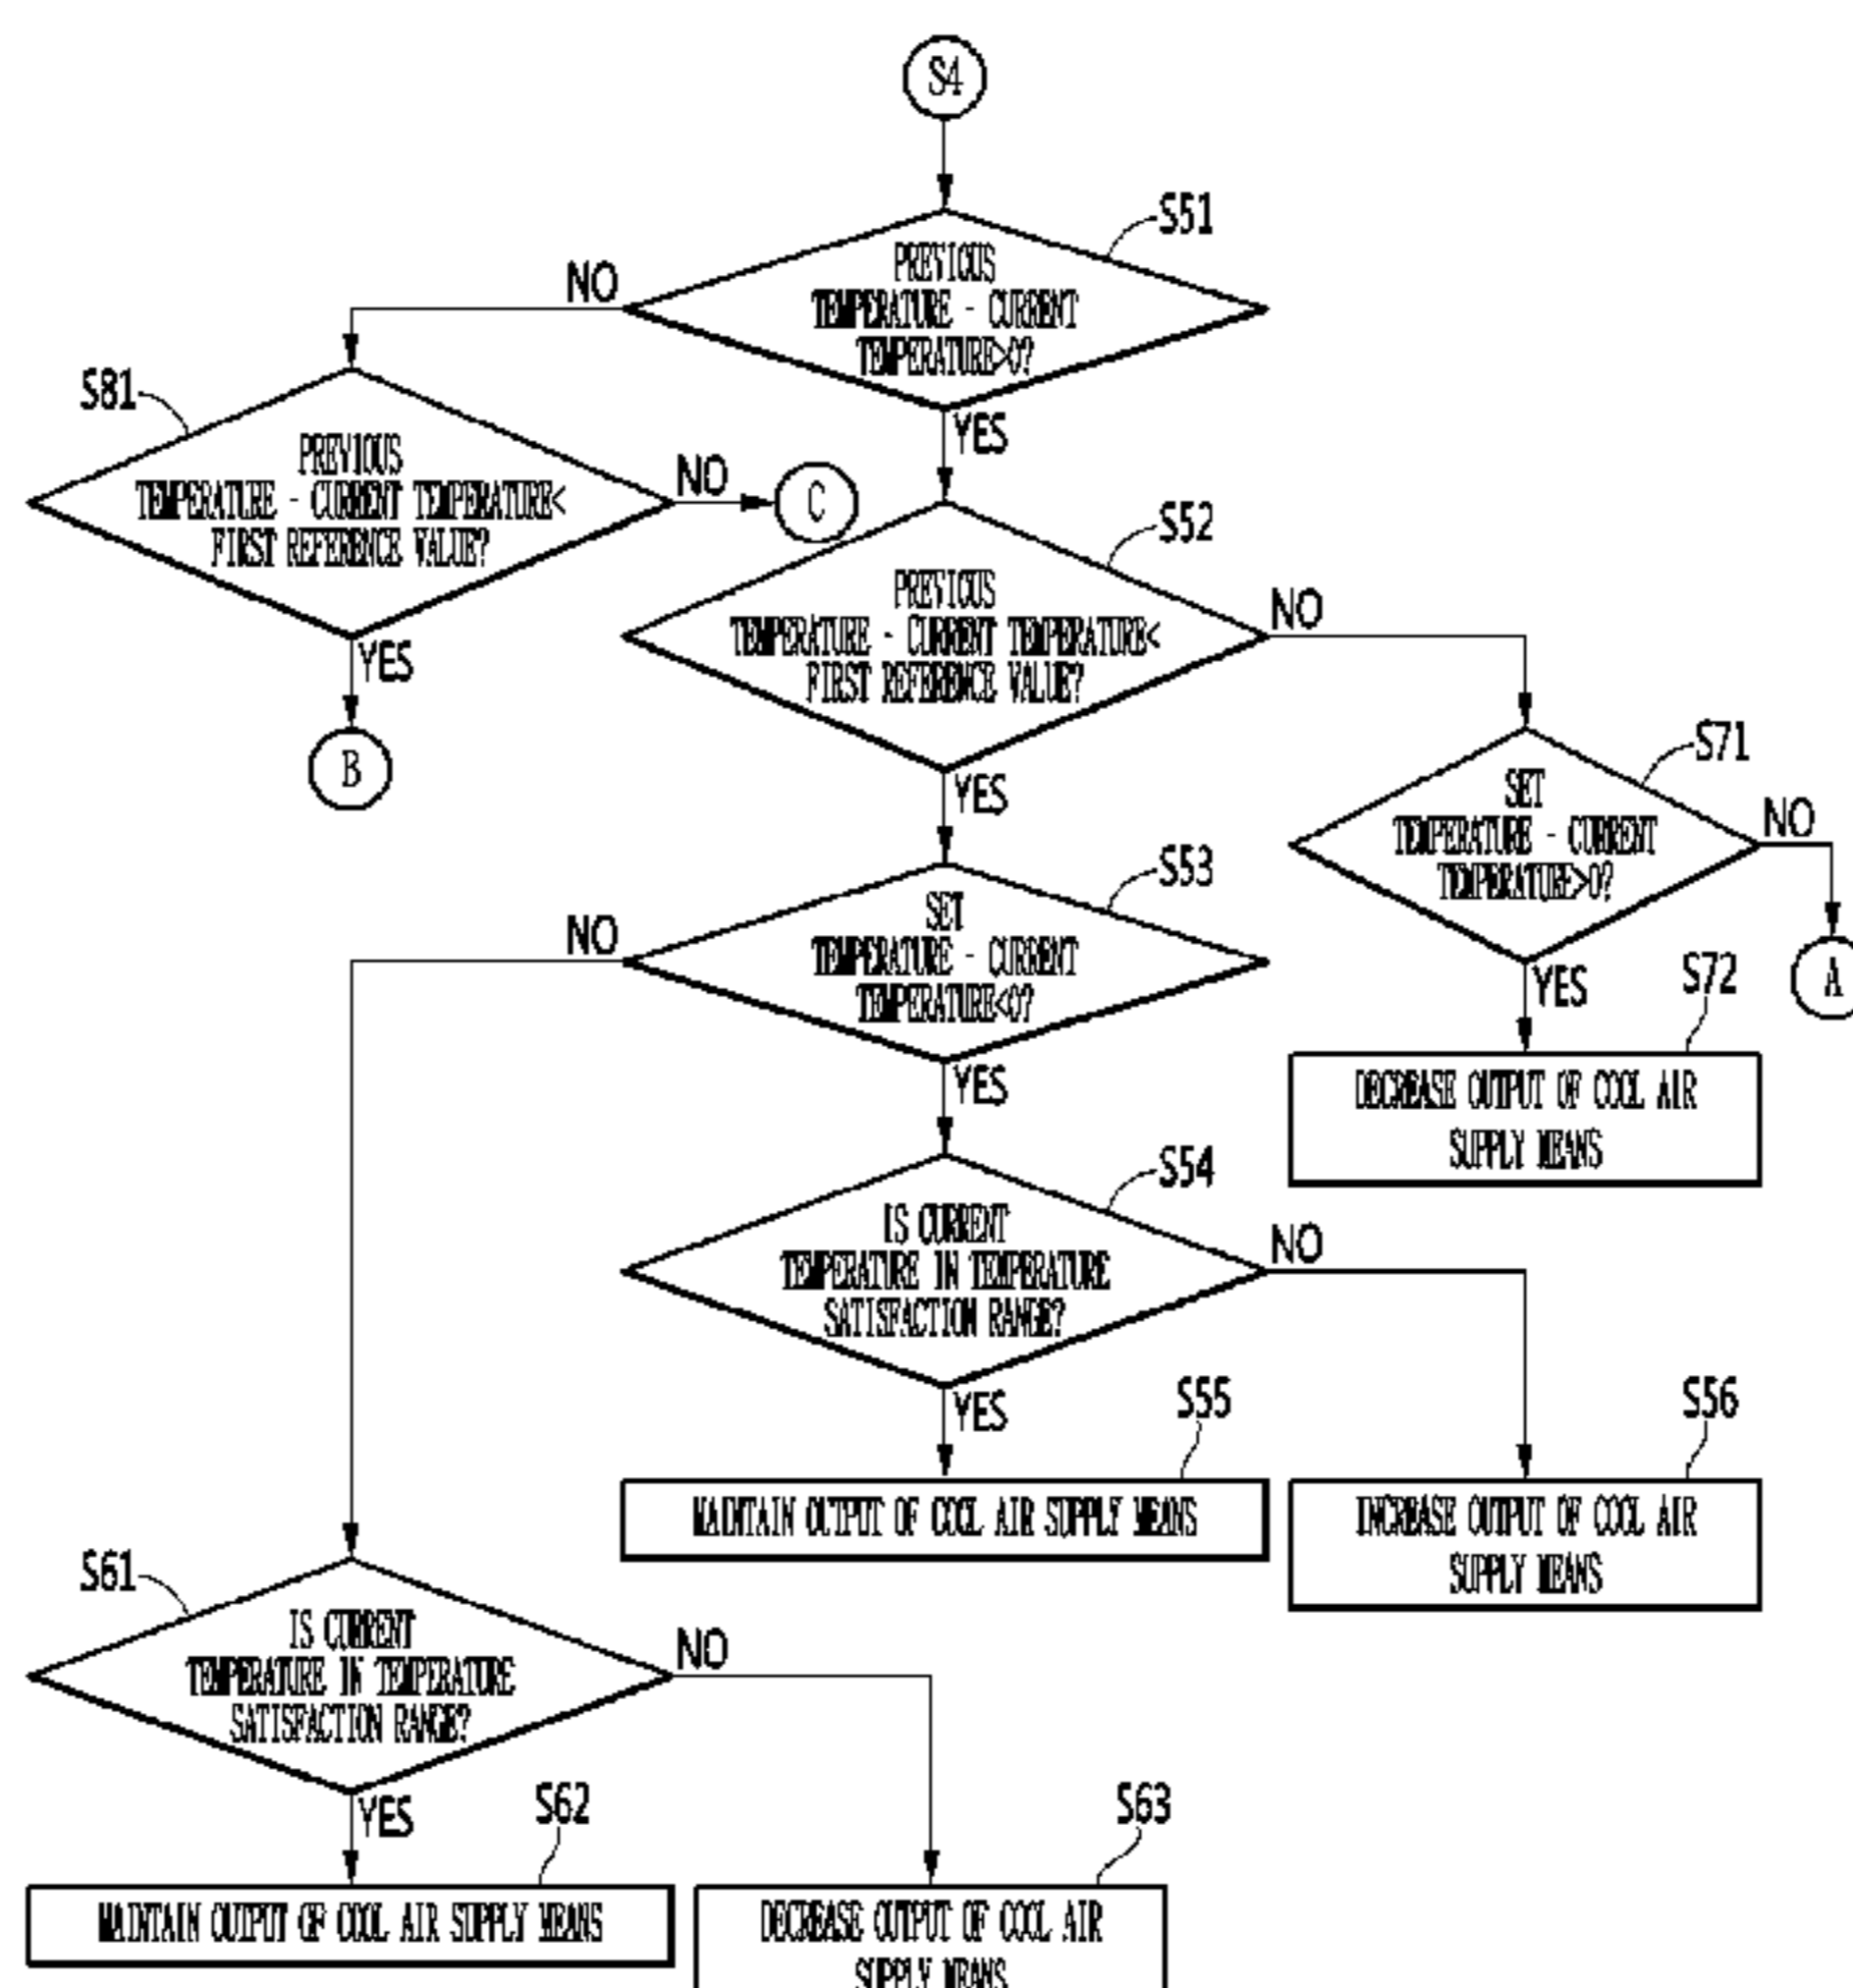 S4
S51
PREVIOUS
TEMPERATURE - CURRENT
TEMPERATURE>0?
NO
YES
S81
PREVIOUS
TEMPERATURE - CURRENT TEMPERATURE<
FIRST REFERENCE VALUE?
NO
C
YES
B
S52
PREVIOUS
TEMPERATURE - CURRENT TEMPERATURE<
FIRST REFERENCE VALUE?
NO
YES
S71
SET
TEMPERATURE - CURRENT
TEMPERATURE>0?
NO
A
YES
S72
DECREASE OUTPUT OF COOL AIR
SUPPLY MEANS
S53
SET
TEMPERATURE - CURRENT
TEMPERATURE<0?
NO
YES
S54
IS CURRENT
TEMPERATURE IN TEMPERATURE
SATISFACTION RANGE?
NO
YES
S55
MAINTAIN OUTPUT OF COOL AIR SUPPLY MEANS
S56
INCREASE OUTPUT OF COOL AIR
SUPPLY MEANS
S61
IS CURRENT
TEMPERATURE IN TEMPERATURE
SATISFACTION RANGE?
NO
YES
S62
MAINTAIN OUTPUT OF COOL AIR SUPPLY MEANS
S63
DECREASE OUTPUT OF COOL AIR
SUPPLY MEANS